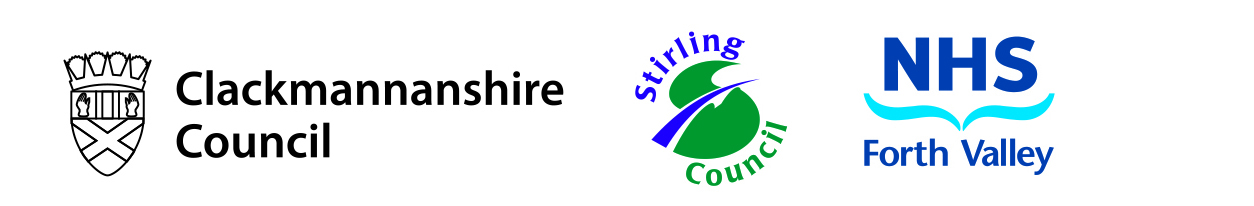 Clackmannanshire
Council
Stirling
Council
NHS
Forth Valley